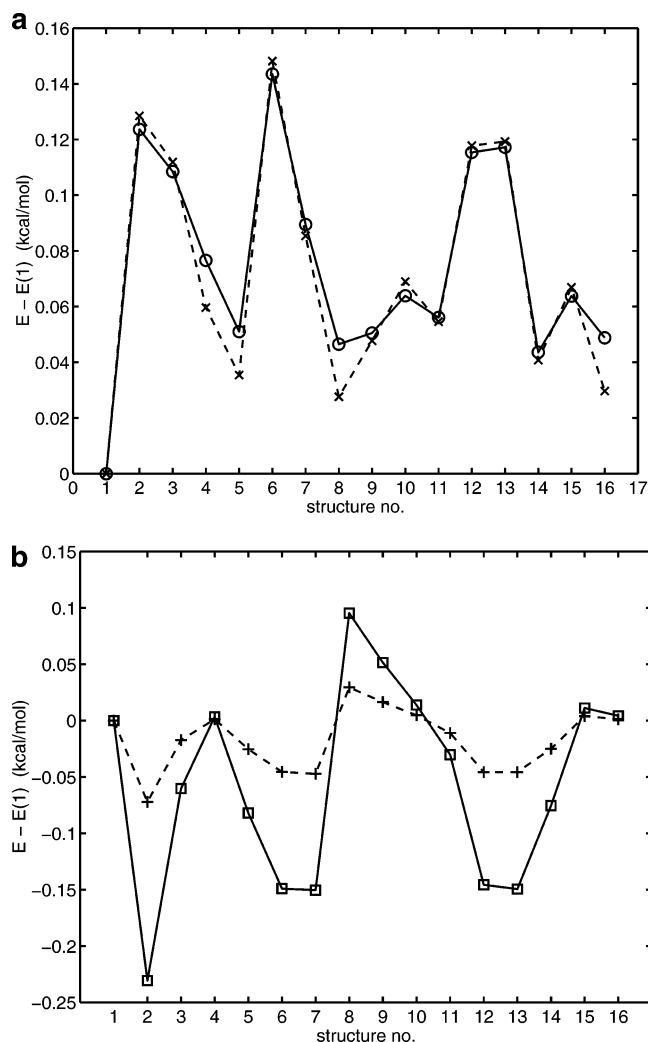 a
0.16
0.14
0.12
0.1
0.08
0.06
0.04
0.02
0
E − E(1) (kcal/mol)
0 1 2 3 4 5 6 7 8 9 10 11 12 13 14 15 16 17
structure no.
b
0.15
0.1
0.05
0
−0.05
−0.1
−0.15
−0.2
−0.25
E − E(1) (kcal/mol)
1 2 3 4 5 6 7 8 9 10 11 12 13 14 15 16
structure no.